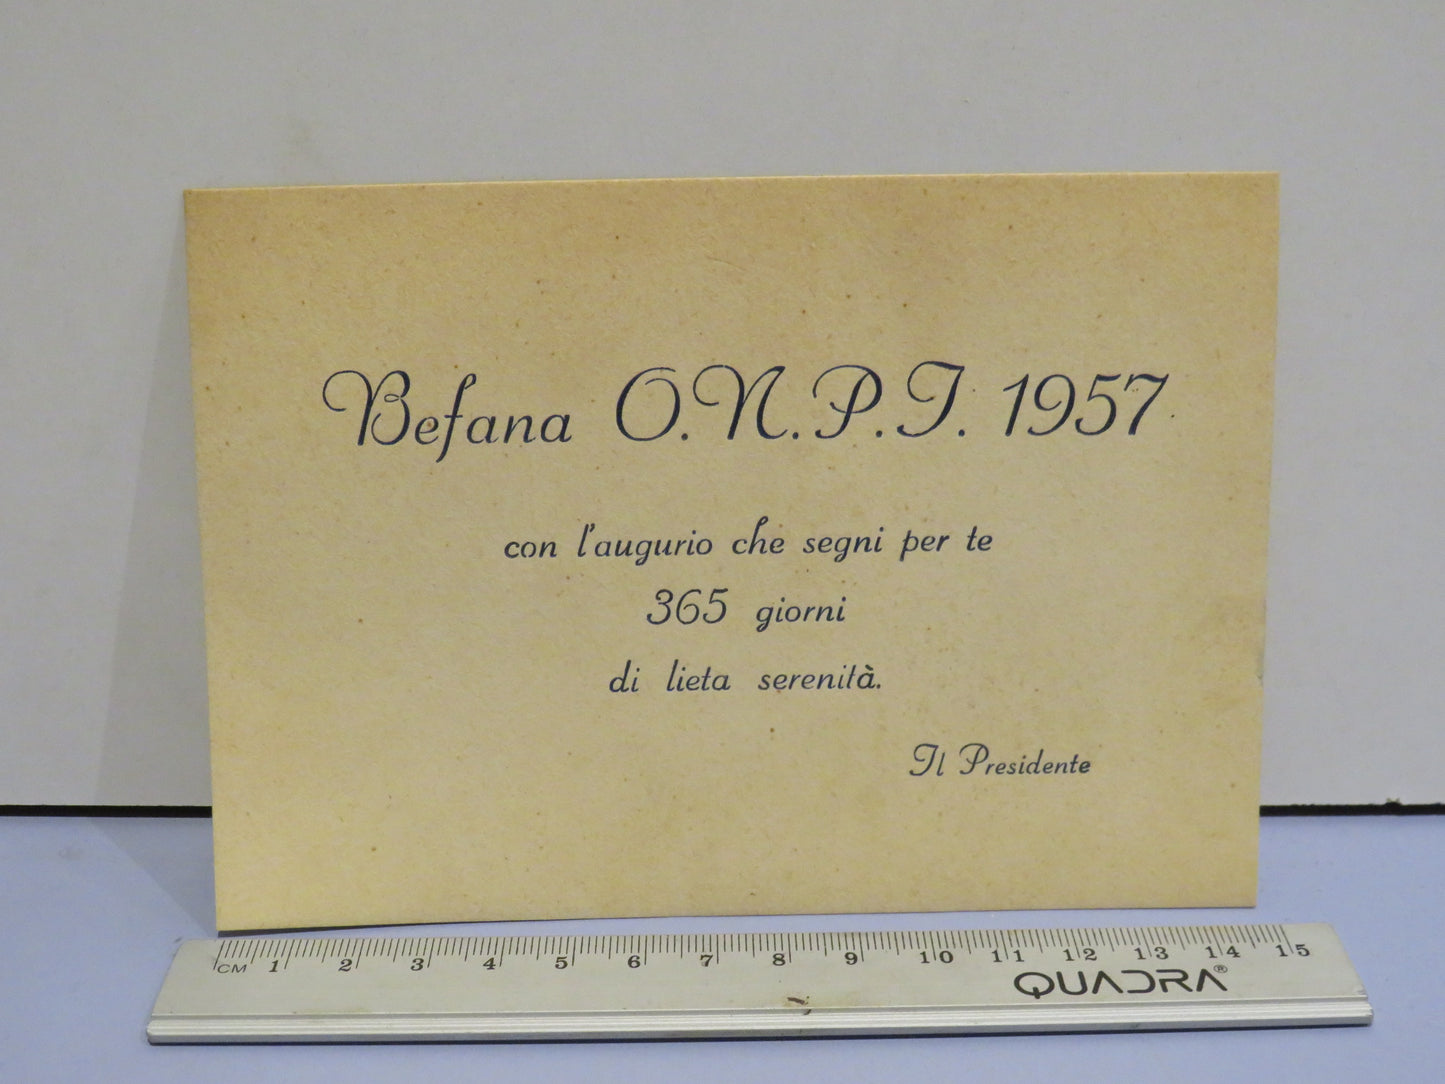 Befana O.N.P.I. 1957
con l'augurio che segni per te
365 giorni
di lieta serenità.
Il Presidente
CM 1 2 3 4 5 6 7 8 9 10 11 12 13 14 15
QUADRA®